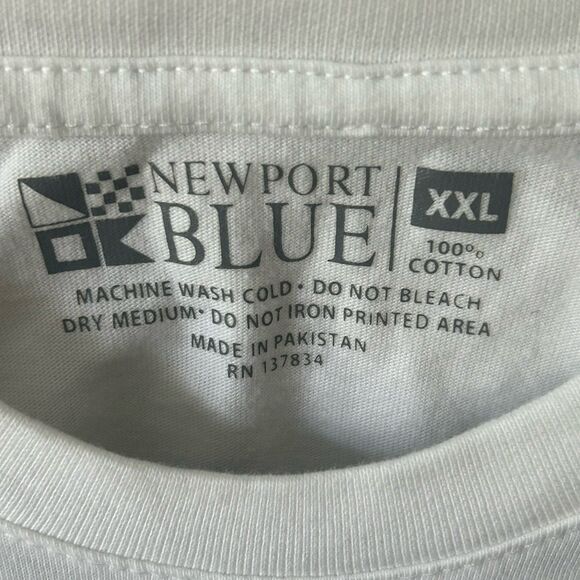 NEWPORT
BLUE
XXL
100%
COTTON
MACHINE WASH COLD • DO NOT BLEACH
DRY MEDIUM • DO NOT IRON PRINTED AREA
MADE IN PAKISTAN
RN 137834